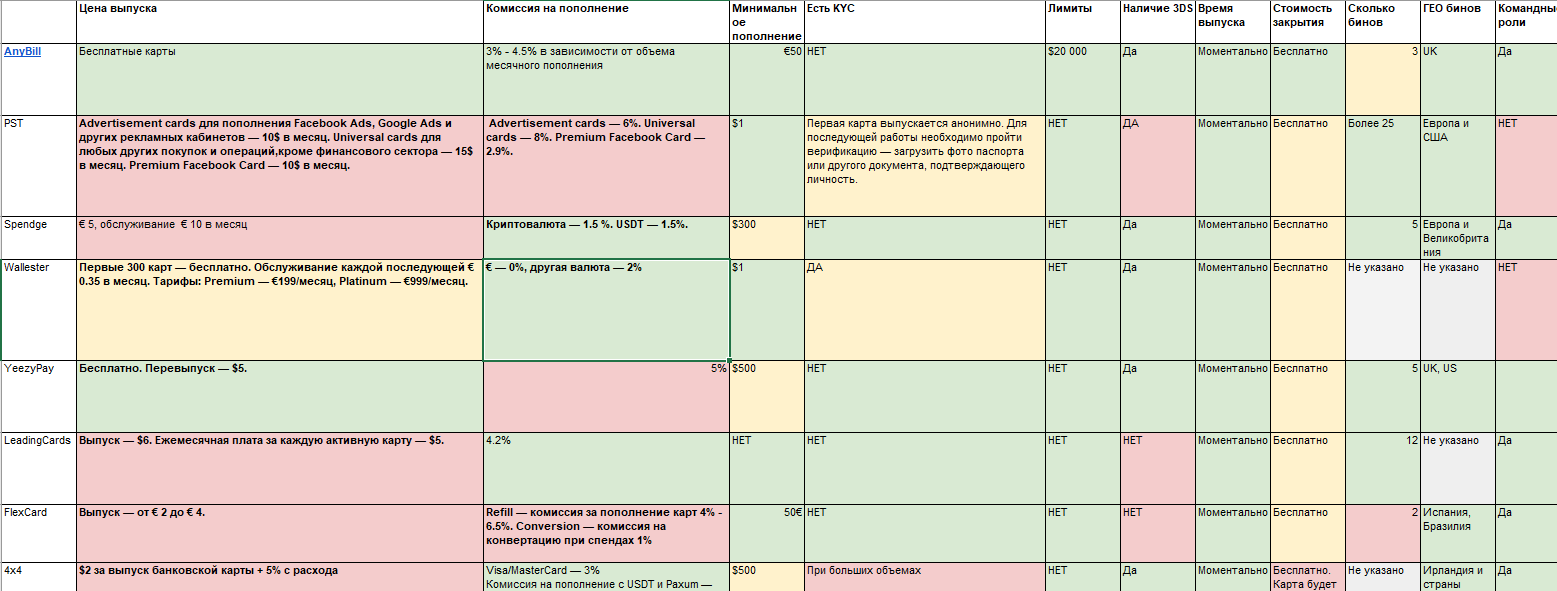 Цена выпуска
Комиссия на пополнение
Минимальн
ое
пополнение
Есть KYC
Лимиты
Наличие 3DS
Время
выпуска
Стоимость
закрытия
Сколько
бинов
ГЕО бинов
Командные
роли
AnyBill
Бесплатные карты
3% - 4.5% в зависимости от объема
месячного пополнения
€50
НЕТ
$20 000
Да
Моментально
Бесплатно
3
UK
Да
PST
Advertisement cards для пополнения Facebook Ads, Google Ads и
других рекламных кабинетов — 10$ в месяц. Universal cards для
любых других покупок и операций,кроме финансового сектора — 15$
в месяц. Premium Facebook Card — 10$ в месяц.
Advertisement cards — 6%. Universal
cards — 8%. Premium Facebook Card —
2.9%.
$1
Первая карта выпускается анонимно. Для
последующей работы необходимо пройти
верификацию — загрузить фото паспорта
или другого документа, подтверждающего
личность.
НЕТ
ДА
Моментально
Бесплатно
Более 25
Европа и
США
НЕТ
Spendge
€ 5, обслуживание € 10 в месяц
Криптовалюта — 1.5 %. USDT — 1.5%.
$300
НЕТ
НЕТ
Да
Моментально
Бесплатно
5
Европа и
Великобрита
ния
Да
Wallester
Первые 300 карт — бесплатно. Обслуживание каждой последующей €
0.35 в месяц. Тарифы: Premium — €199/месяц, Platinum — €999/месяц.
€ — 0%, другая валюта — 2%
$1
ДА
НЕТ
Да
Моментально
Бесплатно
Не указано
Не указано
НЕТ
YeezyPay
Бесплатно. Перевыпуск — $5.
5%
$500
НЕТ
НЕТ
Да
Моментально
Бесплатно
5
UK, US
LeadingCards
Выпуск — $6. Ежемесячная плата за каждую активную карту — $5.
4.2%
НЕТ
НЕТ
НЕТ
НЕТ
Моментально
Бесплатно
12
Не указано
Да
FlexCard
Выпуск — от € 2 до € 4.
Refill — комиссия за пополнение карт 4% -
6.5%. Conversion — комиссия на
конвертацию при спендах 1%
50€
НЕТ
НЕТ
НЕТ
Моментально
Бесплатно
2
Испания,
Бразилия
Да
4x4
$2 за выпуск банковской карты + 5% с расхода
Visa/MasterCard — 3%
Комиссия на пополнение с USDT и Paxum —
$500
При больших объемах
НЕТ
Да
Моментально
Бесплатно.
Карта будет
Не указано
Ирландия и
страны
Да